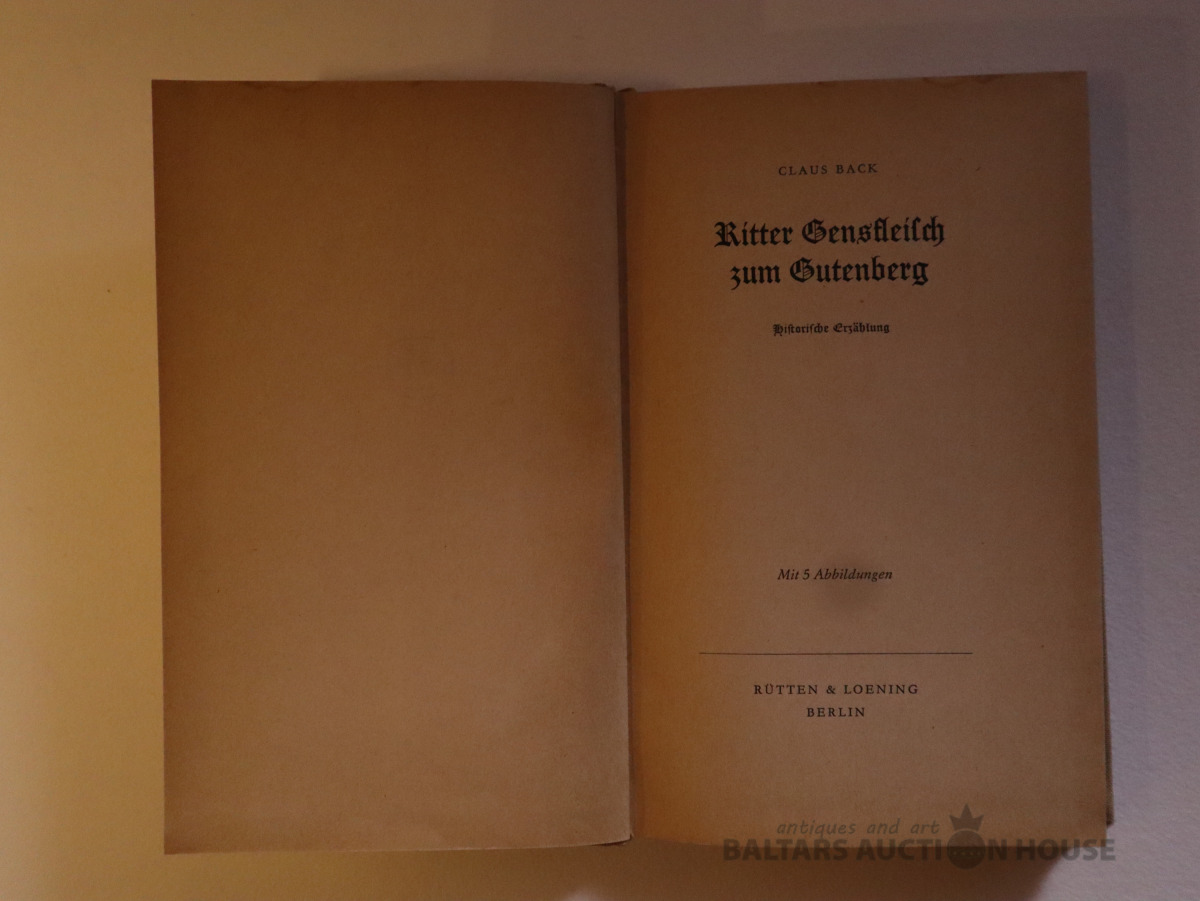 CLAUS BACK
Ritter Gensfleiſch
zum Gutenberg
Hiſtoriſche Erzählung
Mit 5 Abbildungen
RÜTTEN & LOENING
BERLIN
antiques and art
BALTARS AUCTION HOUSE